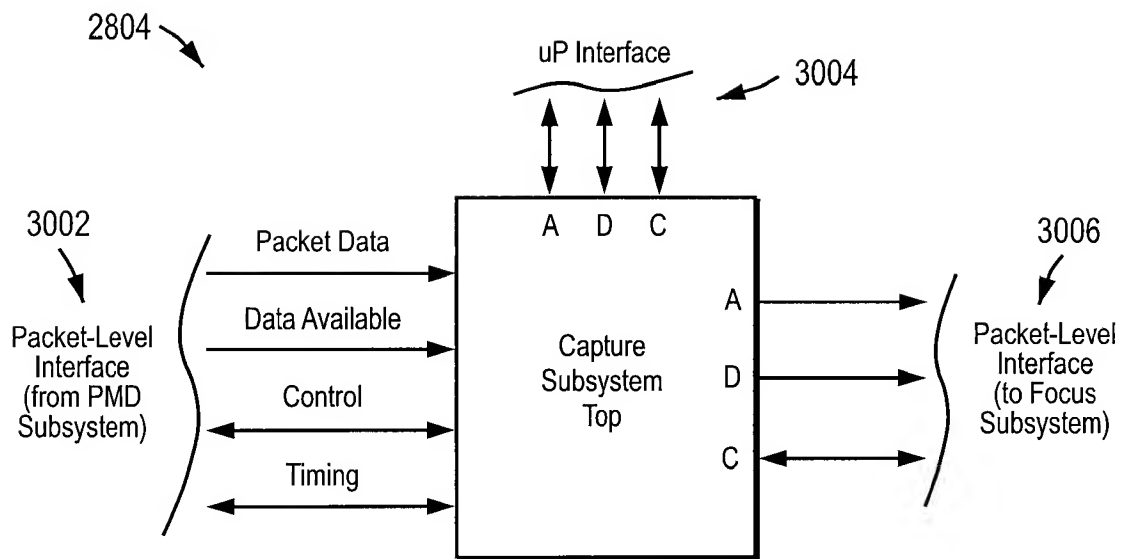 2804
uP Interface
3004
A D C
3002
Packet Data
Data Available
Control
Timing
Packet-Level
Interface
(from PMD
Subsystem)
Capture
Subsystem
Top
A
D
C
3006
Packet-Level
Interface
(to Focus
Subsystem)